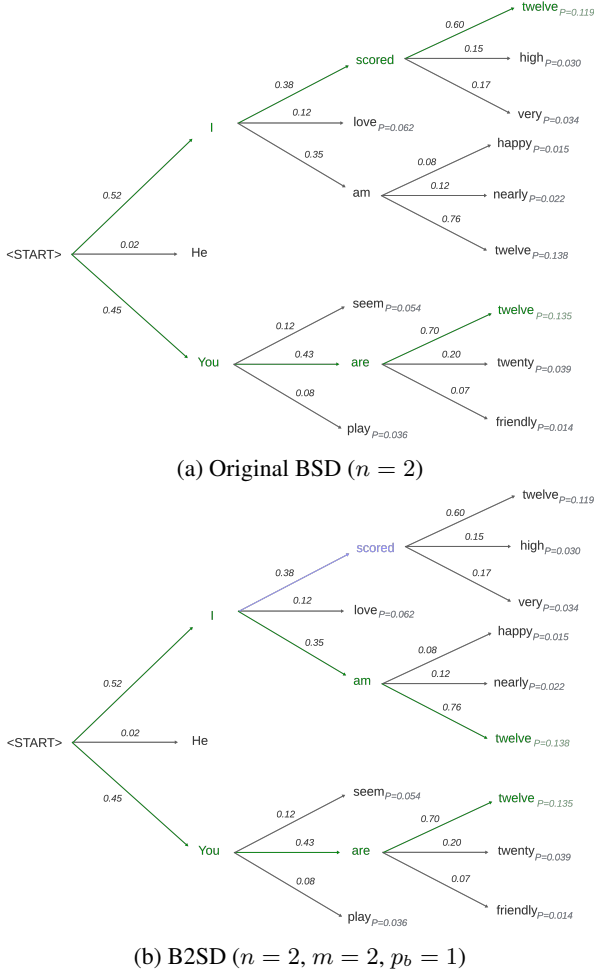 twelve P=0.119
0.60
scored
0.15
high P=0.030
0.38
0.17
I
0.12
love P=0.062
very P=0.034
happy P=0.015
0.35
0.08
0.52
am
0.12
nearly P=0.022
0.76
<START>
0.02
He
twelve P=0.138
0.45
seem P=0.054
0.12
twelve P=0.135
0.70
You
0.43
are
0.20
twenty P=0.039
0.08
0.07
friendly P=0.014
play P=0.036
(a) Original BSD (n = 2)
twelve P=0.119
0.60
scored
0.15
high P=0.030
0.38
0.17
I
0.12
love P=0.062
very P=0.034
happy P=0.015
0.35
0.08
0.52
am
0.12
nearly P=0.022
0.76
<START>
0.02
He
twelve P=0.138
0.45
seem P=0.054
0.12
twelve P=0.135
0.70
You
0.43
are
0.20
twenty P=0.039
0.08
0.07
friendly P=0.014
play P=0.036
(b) B2SD (n = 2, m = 2, p_b = 1)